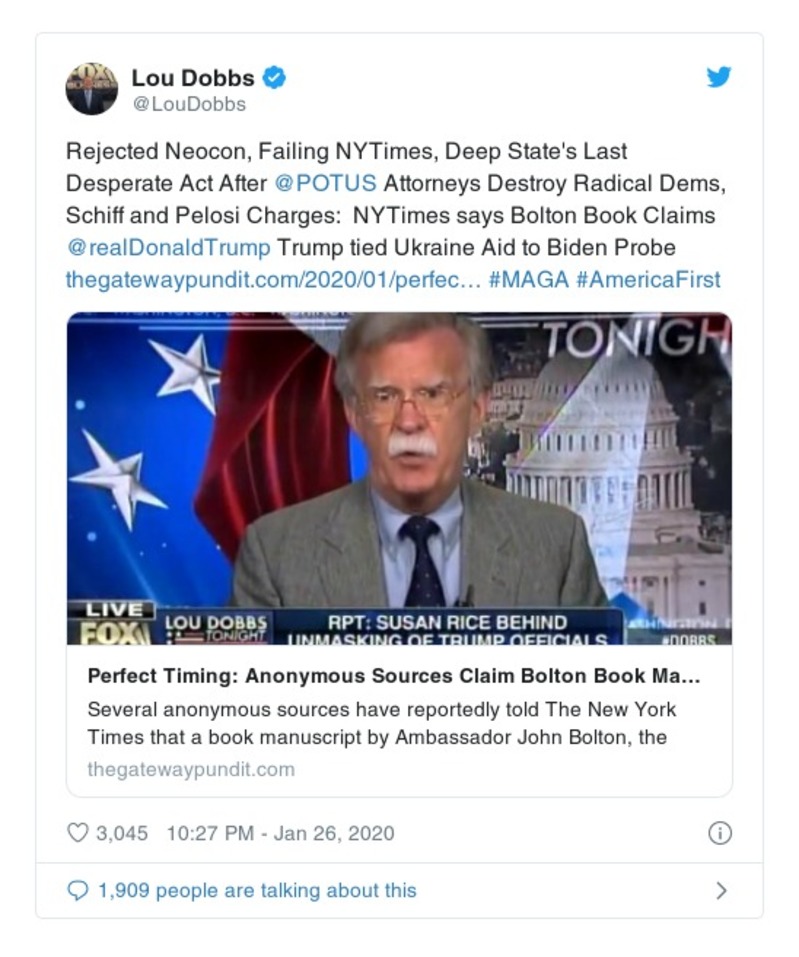 Lou Dobbs
@LouDobbs
Rejected Neocon, Failing NYTimes, Deep State's Last
Desperate Act After @POTUS Attorneys Destroy Radical Dems,
Schiff and Pelosi Charges: NYTimes says Bolton Book Claims
@realDonaldTrump Trump tied Ukraine Aid to Biden Probe
thegatewaypundit.com/2020/01/perfec… #MAGA #AmericaFirst
TONIGH
LIVE
FOX
LOU DOBBS
TONIGHT
RPT: SUSAN RICE BEHIND
UNMASKING OF TRUMP OFFICIALS
#DOBBS
Perfect Timing: Anonymous Sources Claim Bolton Book Ma...
Several anonymous sources have reportedly told The New York
Times that a book manuscript by Ambassador John Bolton, the
thegatewaypundit.com
3,045 10:27 PM - Jan 26, 2020
1,909 people are talking about this